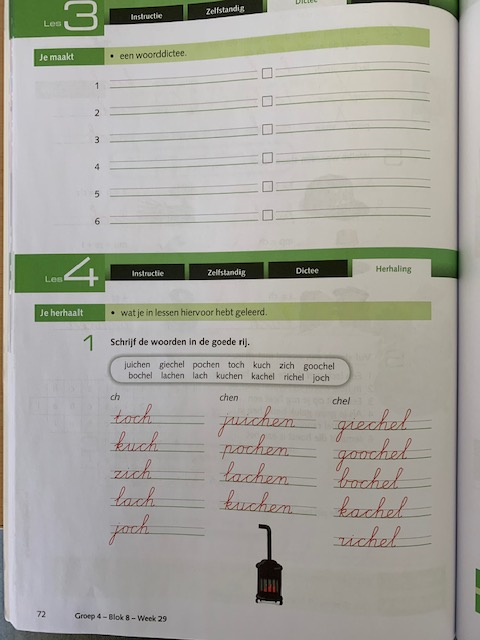 Les 3 Instructie Zelfstandig Dictee
Je maakt • een woorddictee.
1
2
3
4
5
6
Les 4 Instructie Zelfstandig Dictee Herhaling
Je herhaalt • wat je in lessen hiervoor hebt geleerd.
1 Schrijf de woorden in de goede rij.
juichen giechel pochen toch kuch zich goochel
bochel lachen lach kuchen kachel richel joch
ch chen chel
toch juichen giechel
kuch pochen goochel
zich lachen bochel
lach kuchen kachel
joch richel
72 Groep 4 – Blok 8 – Week 29